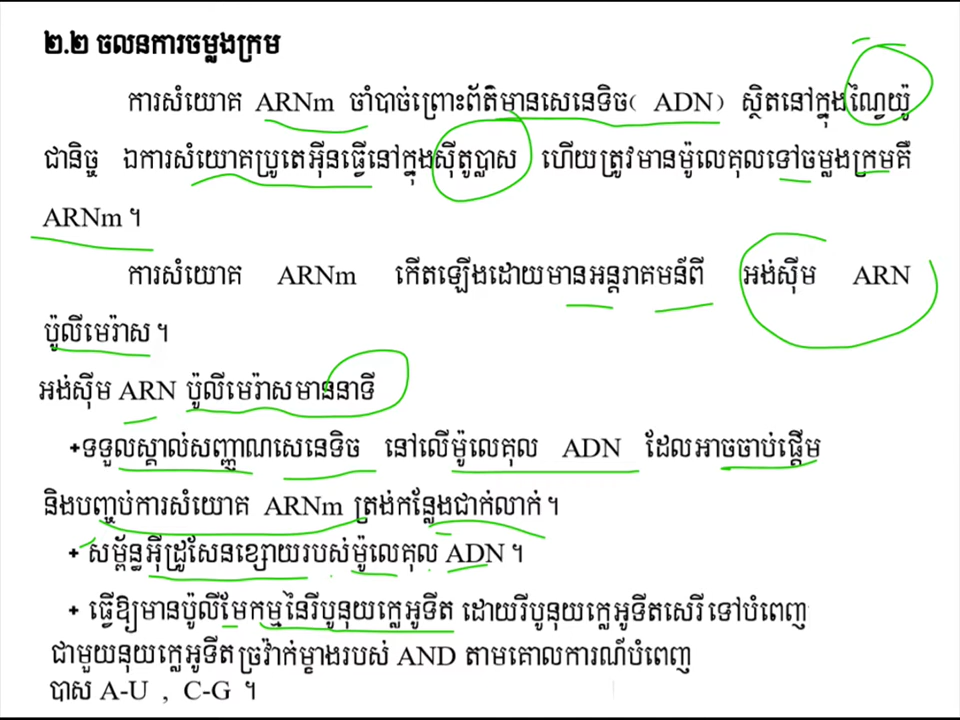 ២.២ ចលនការចម្លងក្រម
ការសំយោគ ARNm ចាំបាច់ព្រោះព័ត៌មានសេនេទិច( ADN) ស្ថិតនៅក្នុងណ្វៃយ៉ូ
ជានិច្ច ឯការសំយោគប្រូតេអ៊ីនធ្វើនៅក្នុងស៊ីតូប្លាស ហើយត្រូវមានម៉ូលេគុលទៅចម្លងក្រមគឺ
ARNm ។
ការសំយោគ ARNm កើតឡើងដោយមានអន្តរាគមន៍ពី អង់ស៊ីម ARN
ប៉ូលីមេរ៉ាស ។
អង់ស៊ីម ARN ប៉ូលីមេរ៉ាសមាននាទី
+ទទួលស្គាល់សញ្ញាណសេនេទិច នៅលើម៉ូលេគុល ADN ដែលអាចចាប់ផ្តើម
និងបញ្ចប់ការសំយោគ ARNm ត្រង់កន្លែងជាក់លាក់ ។
+ សម្ព័ន្ធអ៊ីដ្រូសែនខ្សោយរបស់ម៉ូលេគុល ADN ។
+ ធ្វើឱ្យមានប៉ូលីមែកម្មនៃរីបូនុយក្លេអូទីត ដោយរីបូនុយក្លេអូទីតសេរី ទៅបំពេញ
ជាមួយនុយក្លេអូទីតច្រវ៉ាក់ម្ខាងរបស់ AND តាមគោលការណ៍បំពេញ
បាស A-U , C-G ។